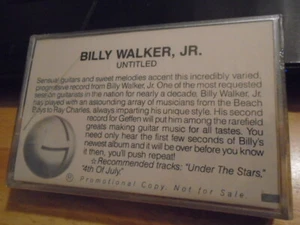 BILLY WALKER, JR.
UNTITLED
Sensual guitars and sweet melodies accent this incredibly varied,
progressive record from Billy Walker, Jr. One of the most requested
session guitarists in the nation for nearly a decade, Billy Walker, Jr.
has played with an astounding array of musicians from the Beach
Boys to Ray Charles, always imparting his unique style. His second
record for Geffen will put him among the rarefied
greats making guitar music for all tastes. You
need only hear the first few seconds of Billy's
newest album and it will be over before you know
it then, you'll push repeat!
Recommended tracks: "Under The Stars,"
"4th Of July"
Promotional Copy. Not for Sale